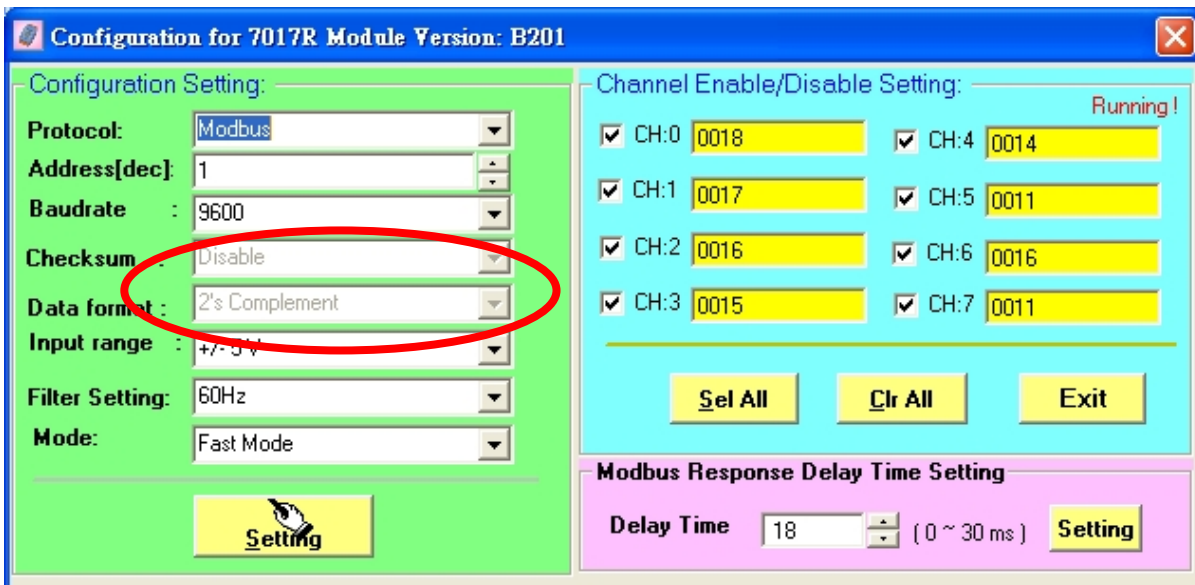 Configuration for 7017R Module Version: B201
Configuration Setting:
Protocol: Modbus
Address[dec]: 1
Baudrate : 9600
Checksum : Disable
Data format : 2's Complement
Input range : +/- 5 V
Filter Setting: 60Hz
Mode: Fast Mode
Setting
Channel Enable/Disable Setting:
Running !
CH:0 0018 CH:4 0014
CH:1 0017 CH:5 0011
CH:2 0016 CH:6 0016
CH:3 0015 CH:7 0011
Sel All Clr All Exit
Modbus Response Delay Time Setting
Delay Time 18 ( 0 ~ 30 ms ) Setting